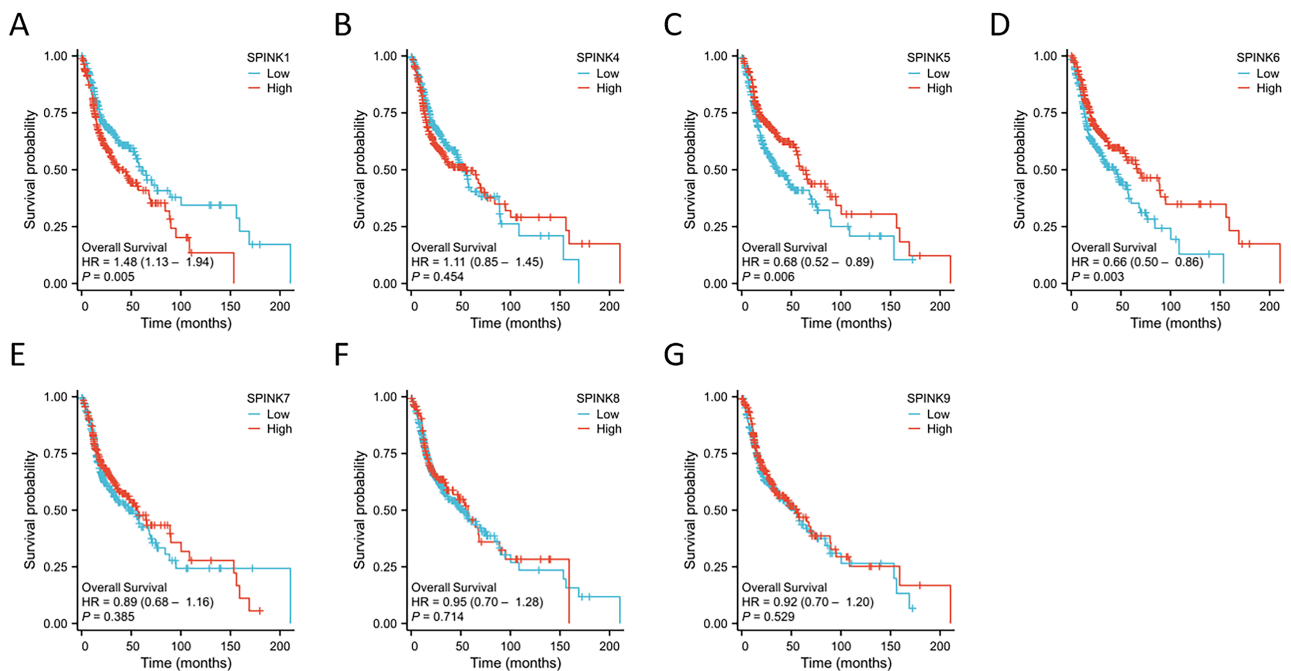 A
SPINK1
Low
High
1.00
0.75
0.50
0.25
0.00
Survival probability
Overall Survival
HR = 1.48 (1.13 – 1.94)
P = 0.005
0 50 100 150 200
Time (months)
B
SPINK4
Low
High
1.00
0.75
0.50
0.25
0.00
Survival probability
Overall Survival
HR = 1.11 (0.85 – 1.45)
P = 0.454
0 50 100 150 200
Time (months)
C
SPINK5
Low
High
1.00
0.75
0.50
0.25
0.00
Survival probability
Overall Survival
HR = 0.68 (0.52 – 0.89)
P = 0.006
0 50 100 150 200
Time (months)
D
SPINK6
Low
High
1.00
0.75
0.50
0.25
0.00
Survival probability
Overall Survival
HR = 0.66 (0.50 – 0.86)
P = 0.003
0 50 100 150 200
Time (months)
E
SPINK7
Low
High
1.00
0.75
0.50
0.25
0.00
Survival probability
Overall Survival
HR = 0.89 (0.68 – 1.16)
P = 0.385
0 50 100 150 200
Time (months)
F
SPINK8
Low
High
1.00
0.75
0.50
0.25
0.00
Survival probability
Overall Survival
HR = 0.95 (0.70 – 1.28)
P = 0.714
0 50 100 150 200
Time (months)
G
SPINK9
Low
High
1.00
0.75
0.50
0.25
0.00
Survival probability
Overall Survival
HR = 0.92 (0.70 – 1.20)
P = 0.529
0 50 100 150 200
Time (months)